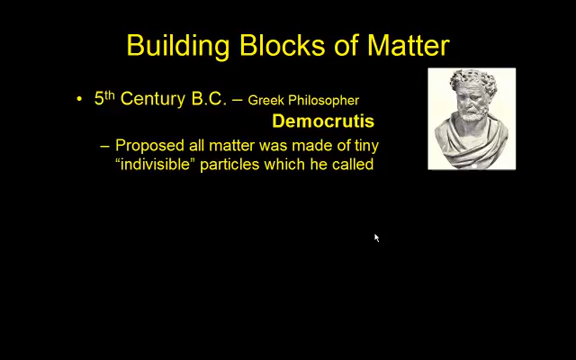 Building Blocks of Matter
• 5th Century B.C. – Greek Philosopher
Democrutis
– Proposed all matter was made of tiny
“indivisible” particles which he called